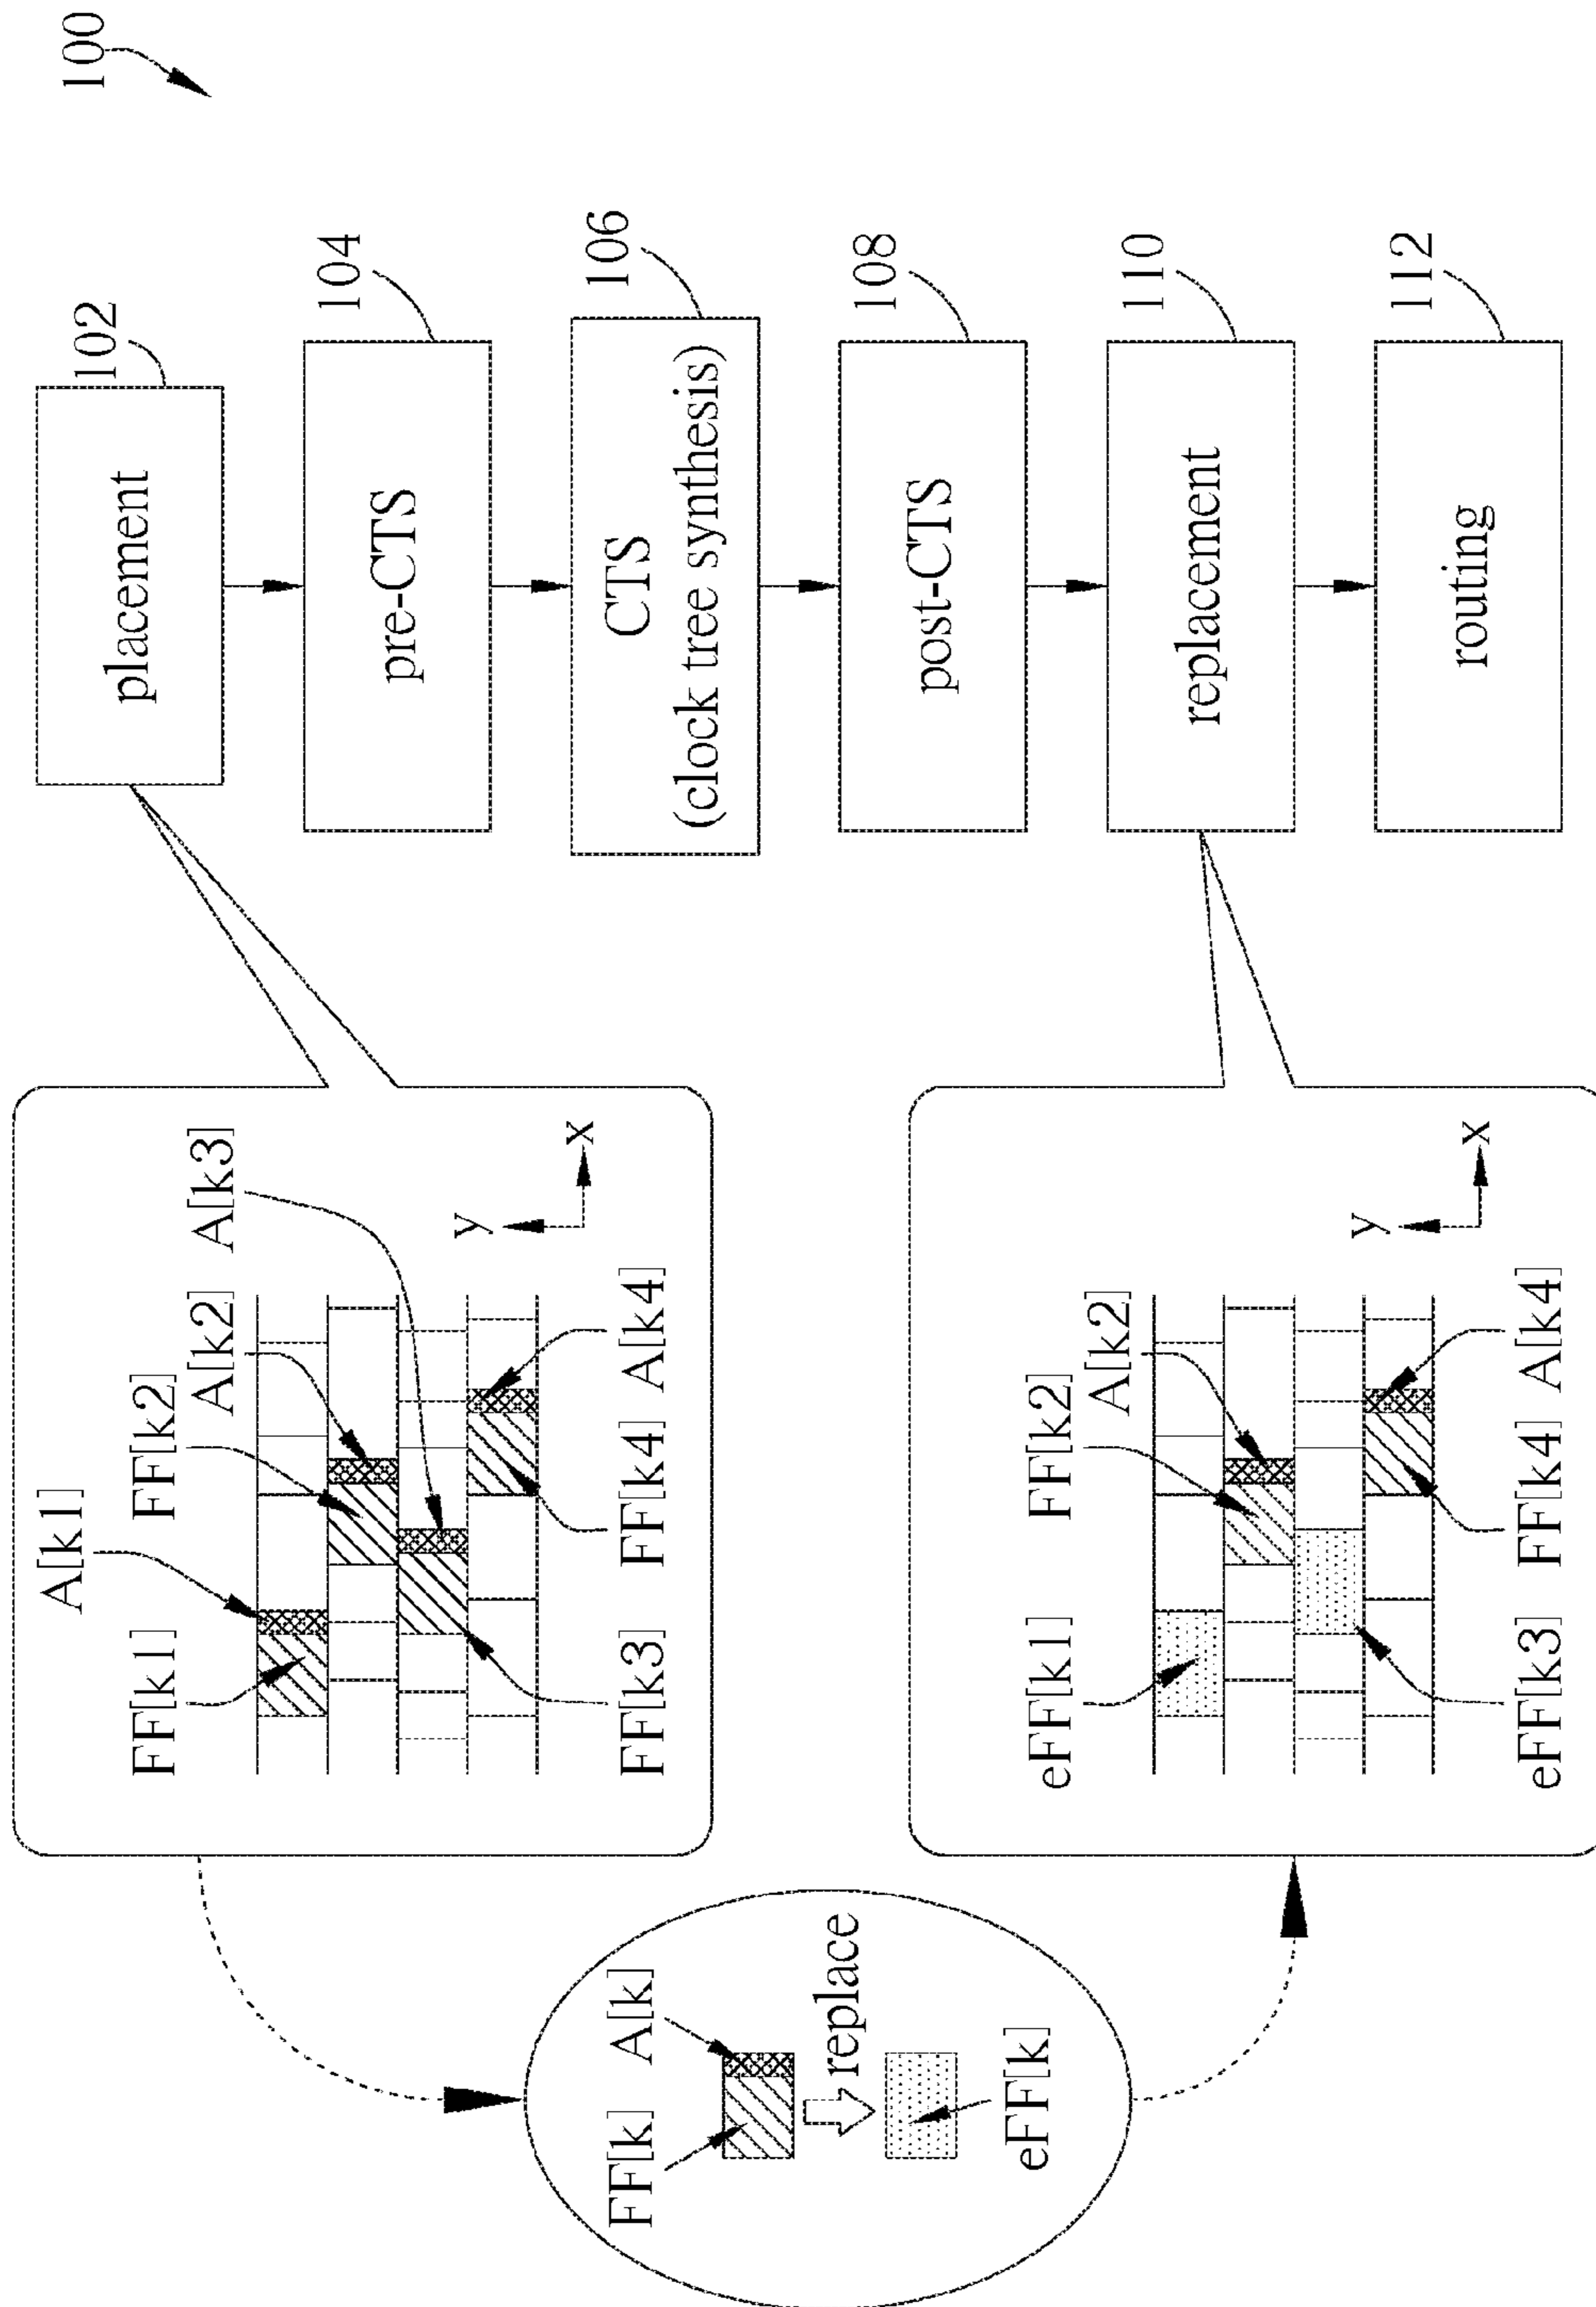 100
placement
102
pre-CTS
104
CTS
(clock tree synthesis)
106
post-CTS
108
replacement
110
routing
112
A[k1]
FF[k1]
FF[k2]
A[k2]
A[k3]
FF[k3]
FF[k4]
A[k4]
y
x
FF[k]
A[k]
replace
eFF[k]
eFF[k1]
FF[k2]
A[k2]
eFF[k3]
FF[k4]
A[k4]
y
x